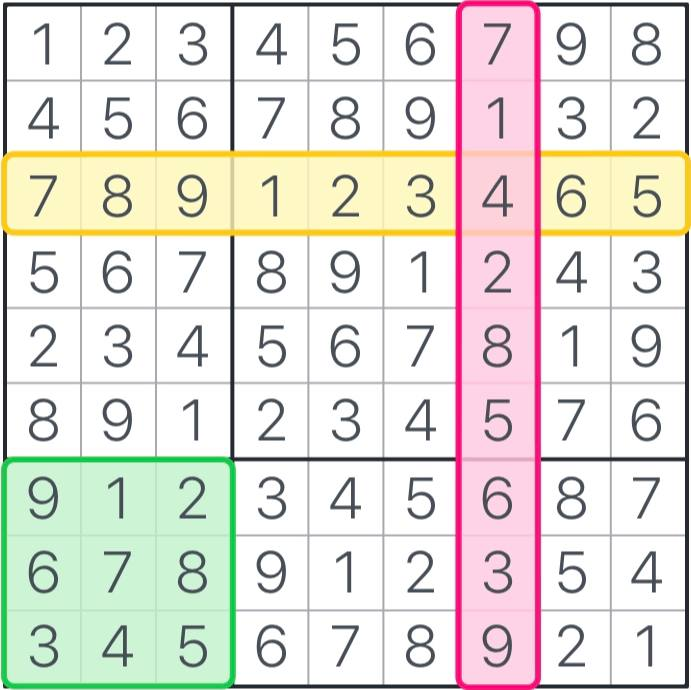 1 2 3 4 5 6 7 9 8
4 5 6 7 8 9 1 3 2
7 8 9 1 2 3 4 6 5
5 6 7 8 9 1 2 4 3
2 3 4 5 6 7 8 1 9
8 9 1 2 3 4 5 7 6
9 1 2 3 4 5 6 8 7
6 7 8 9 1 2 3 5 4
3 4 5 6 7 8 9 2 1